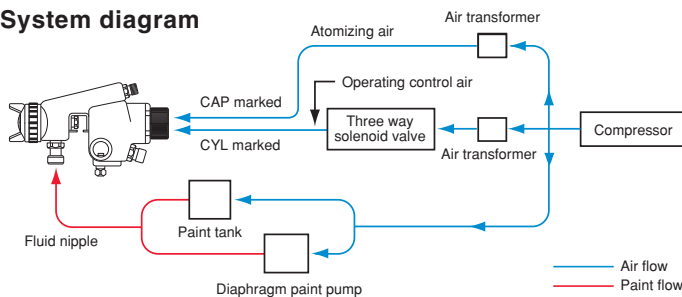 System diagram
Air transformer
Atomizing air
Operating control air
CAP marked
Three way
solenoid valve
Compressor
CYL marked
Air transformer
Fluid nipple
Paint tank
Diaphragm paint pump
Air flow
Paint flow